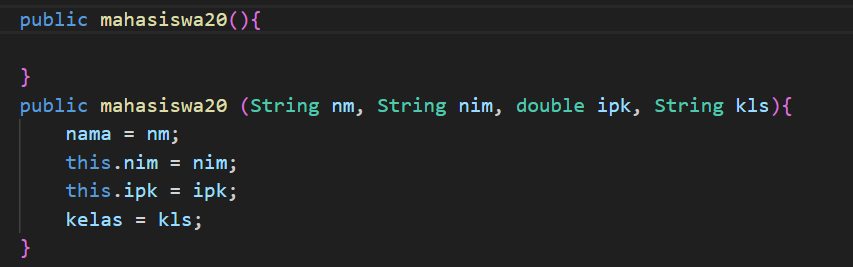 public mahasiswa20(){
}
public mahasiswa20 (String nm, String nim, double ipk, String kls){
nama = nm;
this.nim = nim;
this.ipk = ipk;
kelas = kls;
}